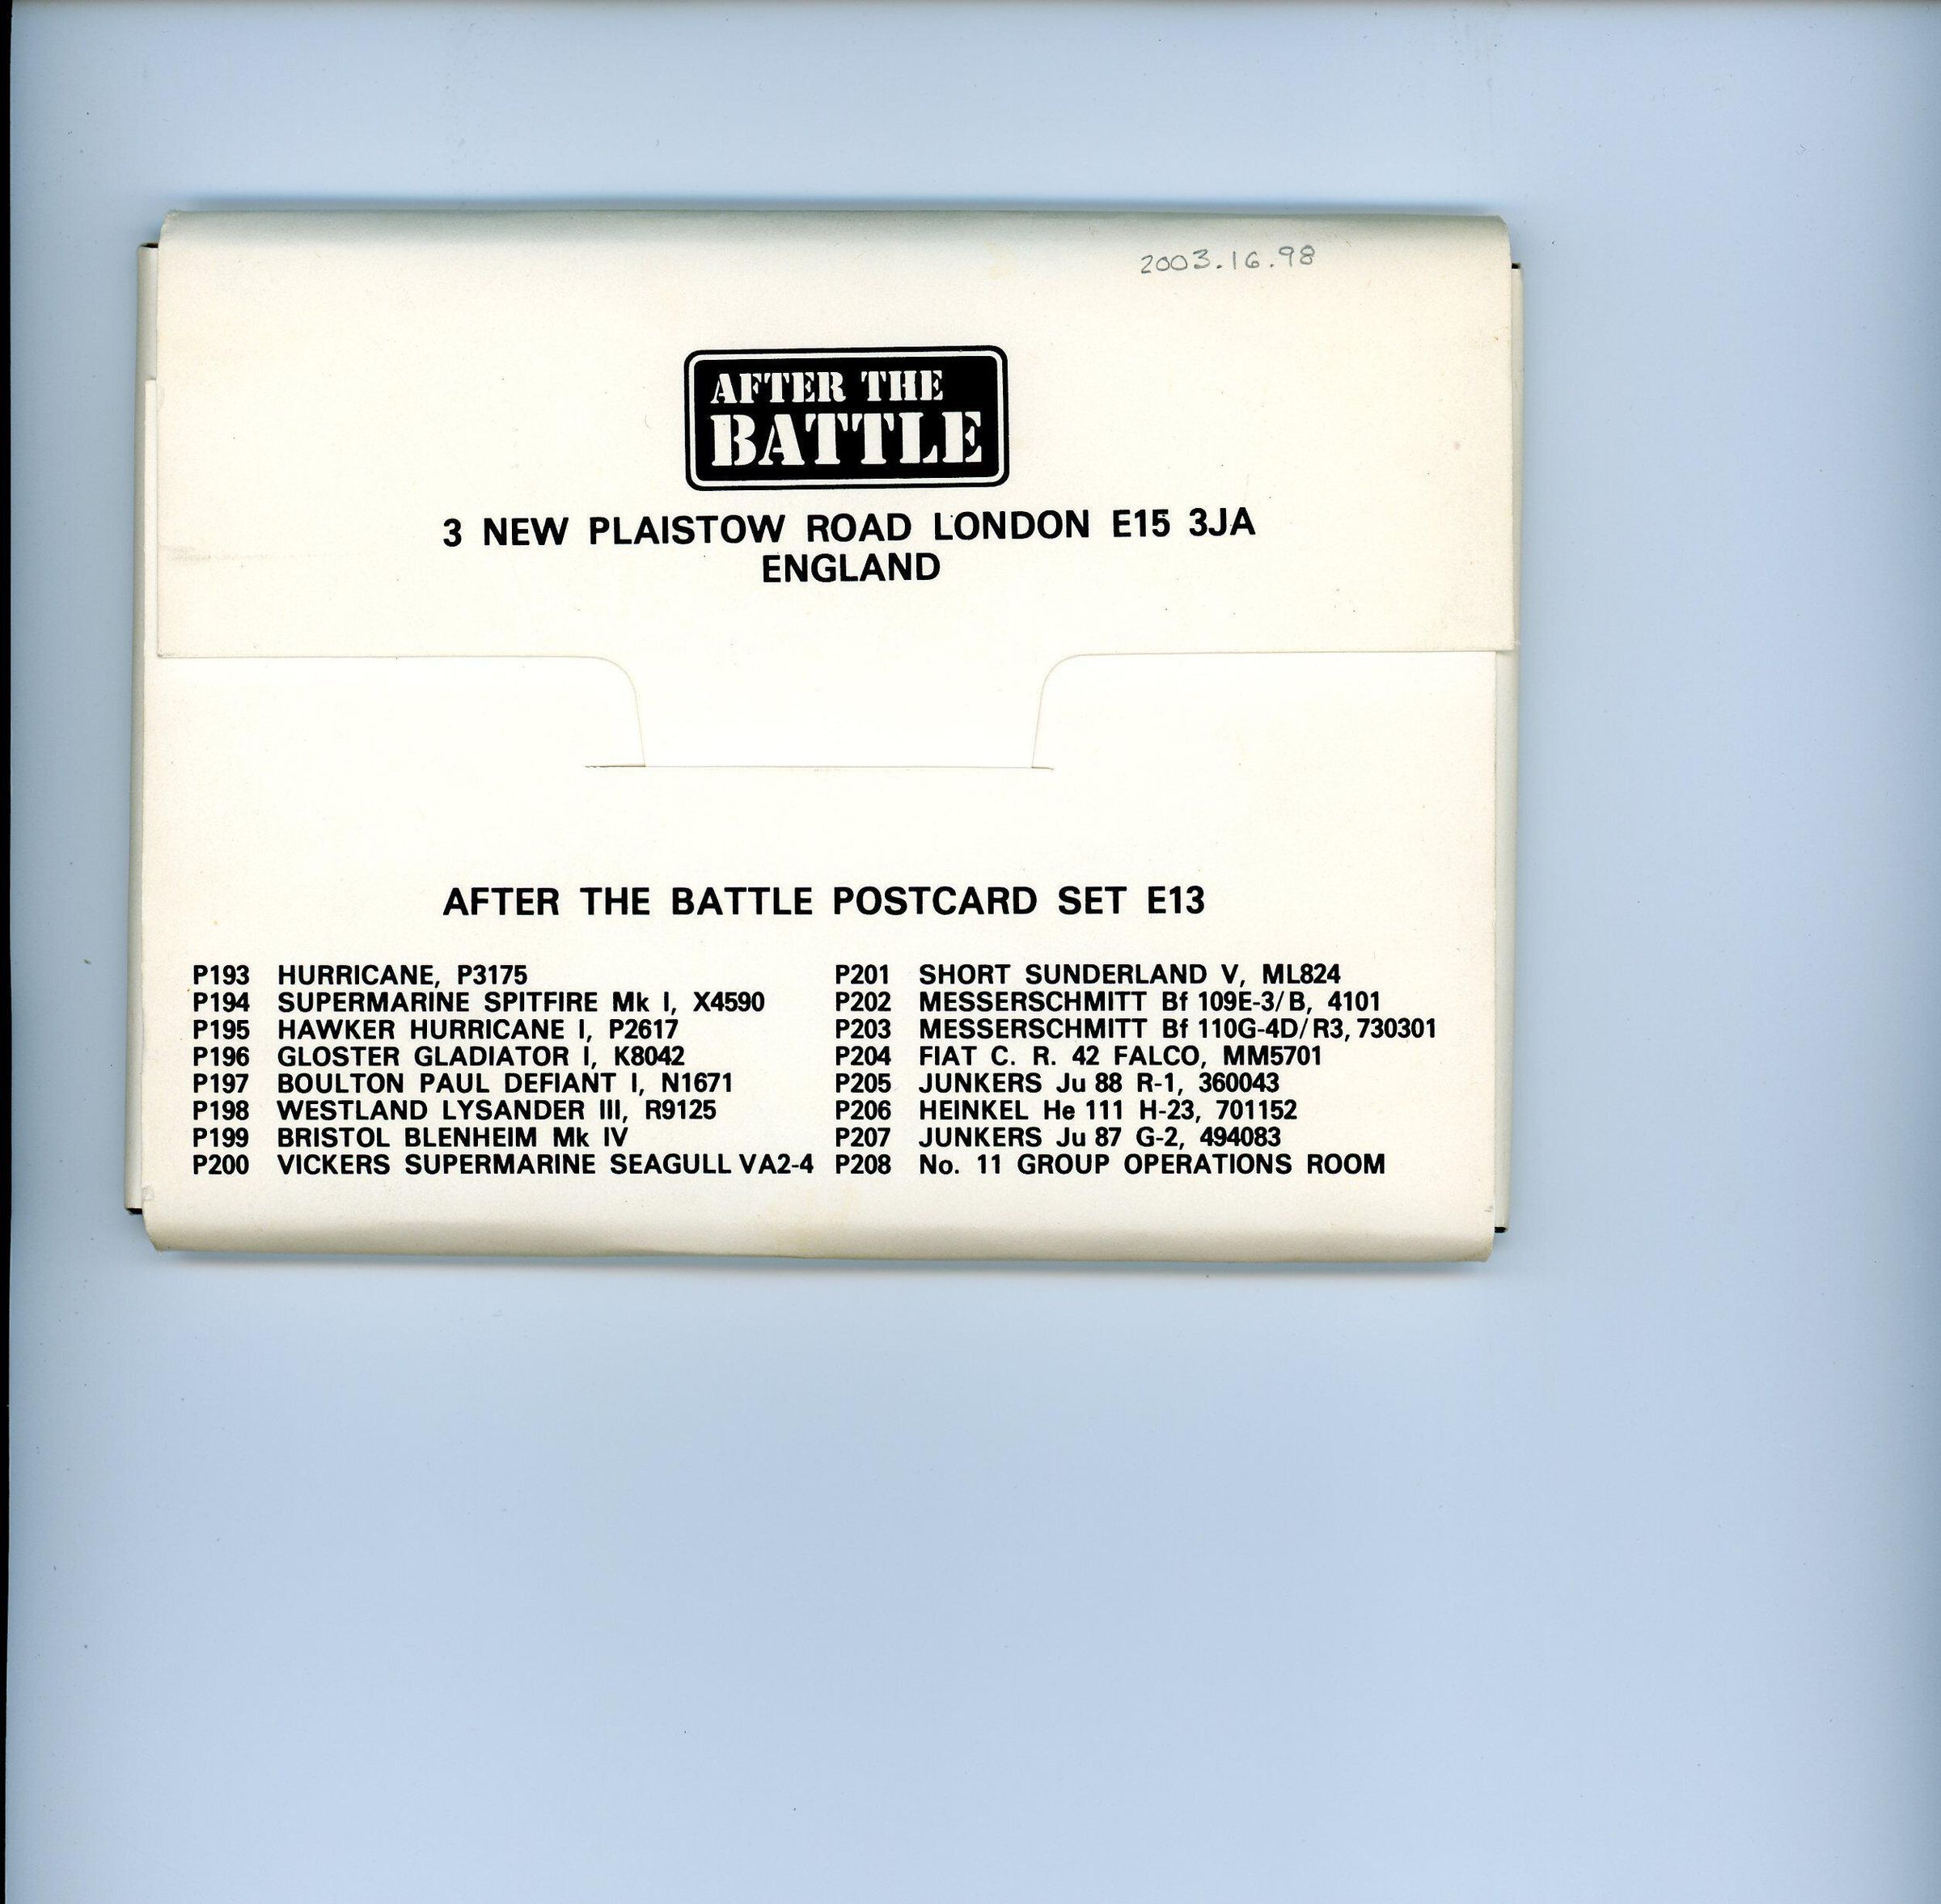 2003.16.98
AFTER THE
BATTLE
3 NEW PLAISTOW ROAD LONDON E15 3JA
ENGLAND
AFTER THE BATTLE POSTCARD SET E13
P193 HURRICANE, P3175
P194 SUPERMARINE SPITFIRE Mk I, X4590
P195 HAWKER HURRICANE I, P2617
P196 GLOSTER GLADIATOR I, K8042
P197 BOULTON PAUL DEFIANT I, N1671
P198 WESTLAND LYSANDER III, R9125
P199 BRISTOL BLENHEIM Mk IV
P200 VICKERS SUPERMARINE SEAGULL VA2-4
P201 SHORT SUNDERLAND V, ML824
P202 MESSERSCHMITT Bf 109E-3/B, 4101
P203 MESSERSCHMITT Bf 110G-4D/R3, 730301
P204 FIAT C. R. 42 FALCO, MM5701
P205 JUNKERS Ju 88 R-1, 360043
P206 HEINKEL He 111 H-23, 701152
P207 JUNKERS Ju 87 G-2, 494083
P208 No. 11 GROUP OPERATIONS ROOM